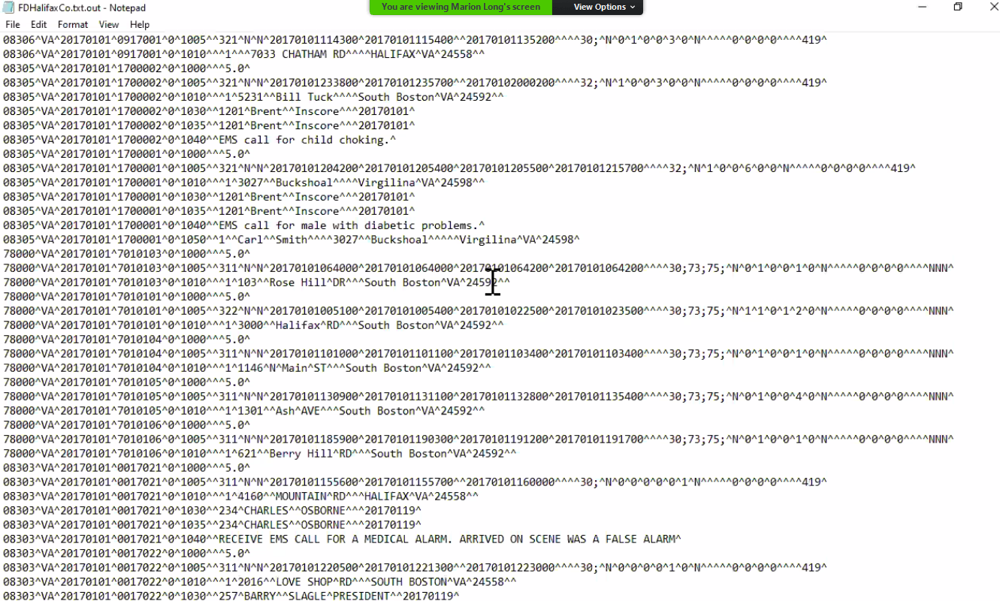 FDHalifaxCo.txt.out - Notepad
You are viewing Marion Long's screen
View Options
File Edit Format View Help
08306^VA^20170101^0917001^0^1005^^321^N^N^20170101114300^20170101115400^^20170101135200^^^^30;^N^0^1^0^0^3^0^N^^^^^0^0^0^0^^^^419^
08306^VA^20170101^0917001^0^1010^^^1^^^7033 CHATHAM RD^^^^HALIFAX^VA^24558^^
08305^VA^20170101^1700002^0^1000^^^5.0^
08305^VA^20170101^1700002^0^1005^^321^N^N^20170101233800^20170101235700^^20170102000200^^^^32;^N^1^0^0^3^0^0^N^^^^^0^0^0^0^^^^419^
08305^VA^20170101^1700002^0^1010^^^1^5231^^Bill Tuck^^^^South Boston^VA^24592^^
08305^VA^20170101^1700002^0^1030^^1201^Brent^^Inscore^^^20170101^
08305^VA^20170101^1700002^0^1035^^1201^Brent^^Inscore^^^20170101^
08305^VA^20170101^1700002^0^1040^^EMS call for child choking.^
08305^VA^20170101^1700001^0^1000^^^5.0^
08305^VA^20170101^1700001^0^1005^^321^N^N^20170101204200^20170101205400^20170101205500^20170101215700^^^^32;^N^1^0^0^6^0^0^N^^^^^0^0^0^0^^^^419^
08305^VA^20170101^1700001^0^1010^^^1^3027^^Buckshoal^^^^Virgilina^VA^24598^^
08305^VA^20170101^1700001^0^1030^^1201^Brent^^Inscore^^^20170101^
08305^VA^20170101^1700001^0^1035^^1201^Brent^^Inscore^^^20170101^
08305^VA^20170101^1700001^0^1040^^EMS call for male with diabetic problems.^
08305^VA^20170101^1700001^0^1050^^1^^Carl^^Smith^^^^3027^^Buckshoal^^^^^Virgilina^VA^24598^
78000^VA^20170101^7010103^0^1000^^^5.0^
78000^VA^20170101^7010103^0^1005^^311^N^N^20170101064000^20170101064000^20170101064200^20170101064200^^^^30;73;75;^N^0^1^0^0^1^0^N^^^^^0^0^0^0^^^^NNN^
78000^VA^20170101^7010103^0^1010^^^1^103^^Rose Hill^DR^^^South Boston^VA^24592^^
78000^VA^20170101^7010101^0^1000^^^5.0^
78000^VA^20170101^7010101^0^1005^^322^N^N^20170101005100^20170101005400^20170101022500^20170101023500^^^^30;73;75;^N^1^1^0^1^2^0^N^^^^^0^0^0^0^^^^NNN^
78000^VA^20170101^7010101^0^1010^^^1^3000^^Halifax^RD^^^South Boston^VA^24592^^
78000^VA^20170101^7010104^0^1000^^^5.0^
78000^VA^20170101^7010104^0^1005^^311^N^N^20170101101000^20170101101100^20170101103400^20170101103400^^^^30;73;75;^N^0^1^0^0^1^0^N^^^^^0^0^0^0^^^^NNN^
78000^VA^20170101^7010104^0^1010^^^1^1146^N^Main^ST^^^South Boston^VA^24592^^
78000^VA^20170101^7010105^0^1000^^^5.0^
78000^VA^20170101^7010105^0^1005^^311^N^N^20170101130900^20170101131100^20170101132800^20170101135400^^^^30;73;75;^N^0^1^0^0^4^0^N^^^^^0^0^0^0^^^^NNN^
78000^VA^20170101^7010105^0^1010^^^1^1301^^Ash^AVE^^^South Boston^VA^24592^^
78000^VA^20170101^7010106^0^1000^^^5.0^
78000^VA^20170101^7010106^0^1005^^311^N^N^20170101185900^20170101190300^20170101191200^20170101191700^^^^30;73;75;^N^0^1^0^0^1^0^N^^^^^0^0^0^0^^^^NNN^
78000^VA^20170101^7010106^0^1010^^^1^621^^Berry Hill^RD^^^South Boston^VA^24592^^
08303^VA^20170101^0017021^0^1000^^^5.0^
08303^VA^20170101^0017021^0^1005^^311^N^N^20170101155600^20170101155700^^20170101160000^^^^30;^N^0^0^0^0^0^1^N^^^^^0^0^0^0^^^^419^
08303^VA^20170101^0017021^0^1010^^^1^4160^^MOUNTAIN^RD^^^HALIFAX^VA^24558^^
08303^VA^20170101^0017021^0^1030^^234^CHARLES^^OSBORNE^^^20170119^
08303^VA^20170101^0017021^0^1035^^234^CHARLES^^OSBORNE^^^20170119^
08303^VA^20170101^0017021^0^1040^^RECEIVE EMS CALL FOR A MEDICAL ALARM. ARRIVED ON SCENE WAS A FALSE ALARM^
08303^VA^20170101^0017022^0^1000^^^5.0^
08303^VA^20170101^0017022^0^1005^^311^N^N^20170101220500^20170101221300^^20170101223000^^^^30;^N^0^0^0^0^1^0^N^^^^^0^0^0^0^^^^419^
08303^VA^20170101^0017022^0^1010^^^1^2016^^LOVE SHOP^RD^^^SOUTH BOSTON^VA^24558^^
08303^VA^20170101^0017022^0^1030^^257^BARRY^^SLAGLE^PRESIDENT^^20170119^